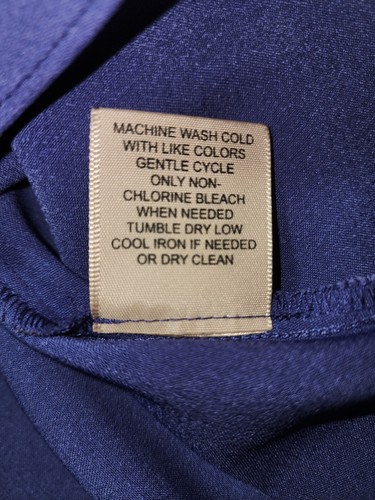 MACHINE WASH COLD
WITH LIKE COLORS
GENTLE CYCLE
ONLY NON-
CHLORINE BLEACH
WHEN NEEDED
TUMBLE DRY LOW
COOL IRON IF NEEDED
OR DRY CLEAN